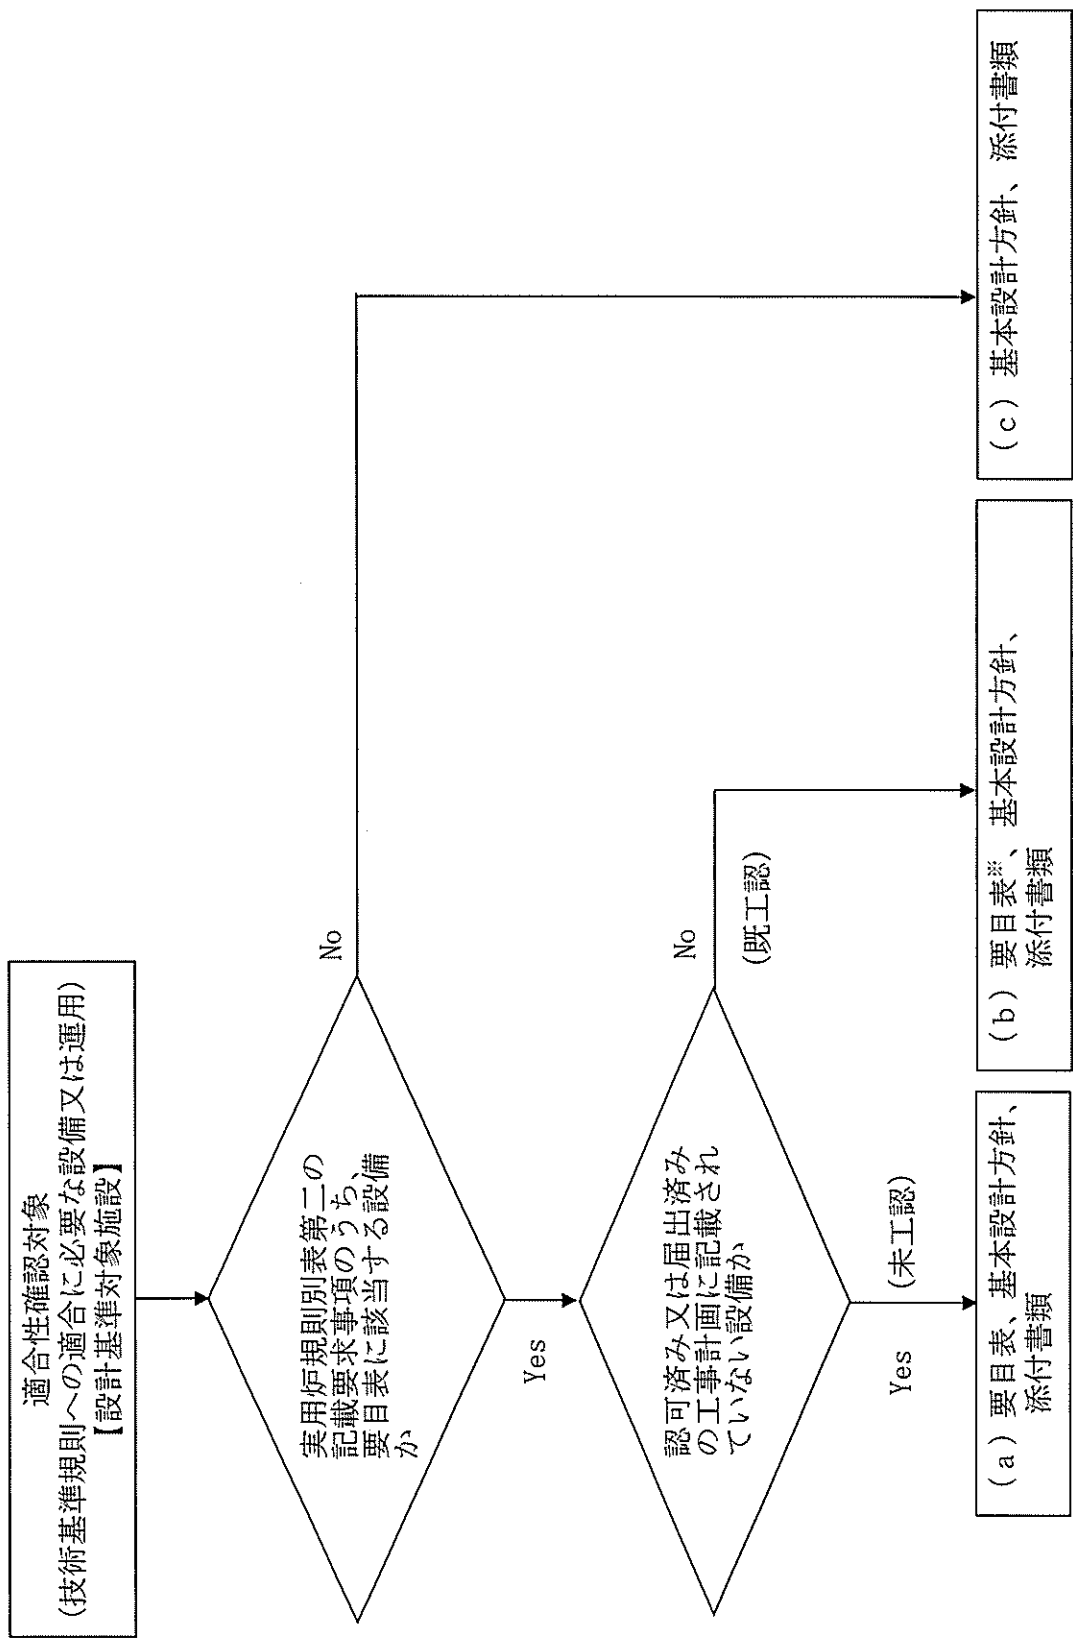 適合性確認対象
(技術基準規則への適合に必要な設備又は運用)
【設計基準対象施設】
実用炉規則別表第二の
記載要求事項のうち、
要目表に該当する設備
か
No
Yes
認可済み又は届出済み
の工事計画に記載され
ていない設備か
No
(既工認)
Yes
(未工認)
(a) 要目表、基本設計方針、
添付書類
(b) 要目表※、基本設計方針、
添付書類
(c) 基本設計方針、添付書類